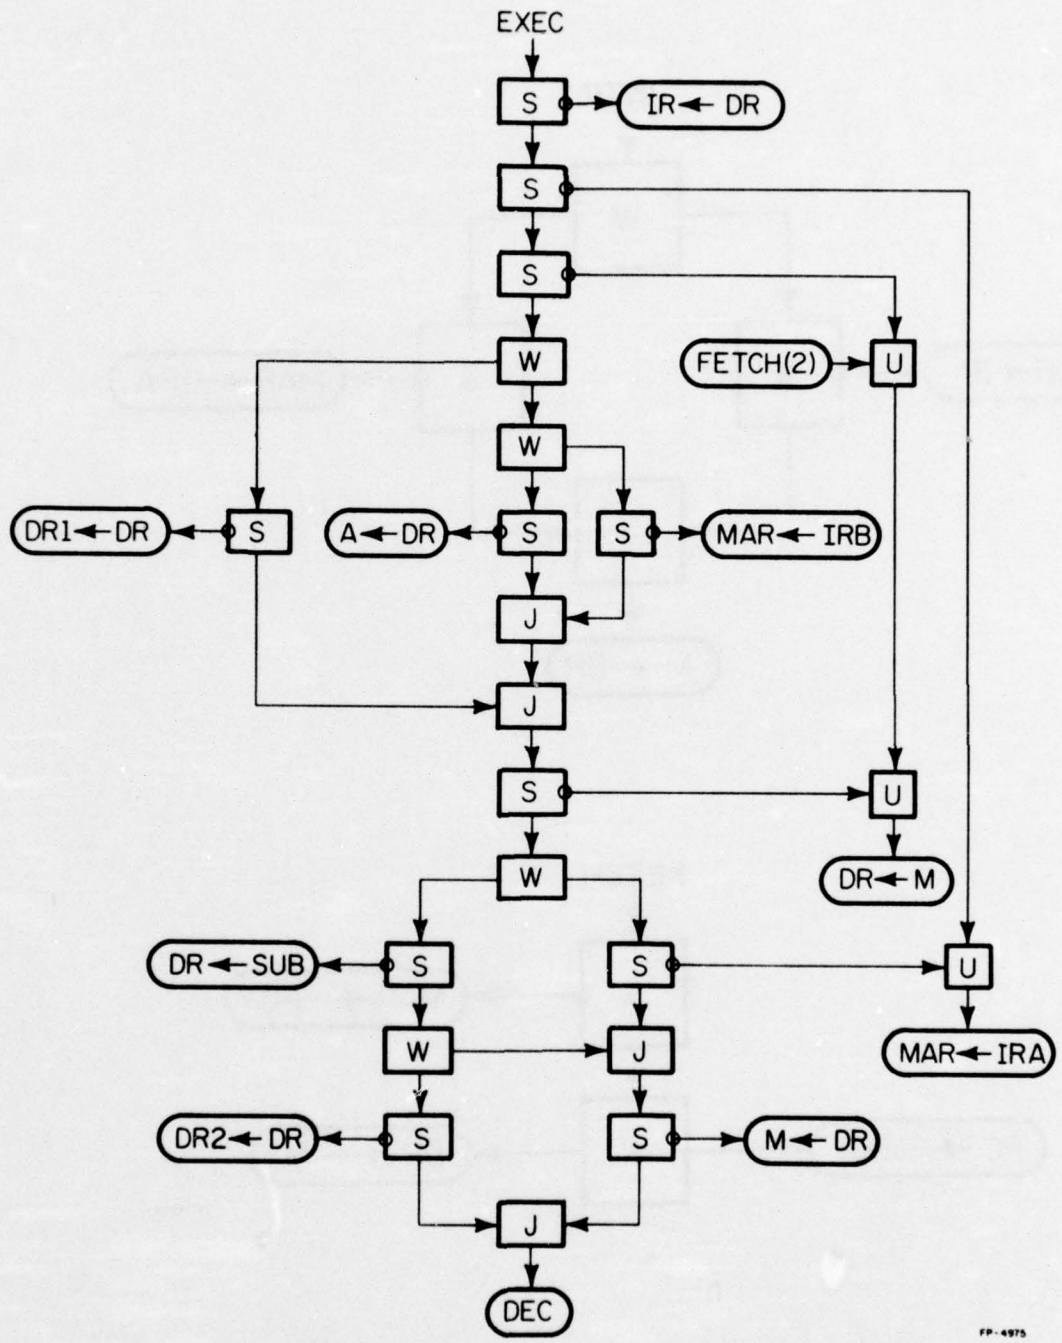 EXEC
S
IR ← DR
S
S
W
FETCH(2)
U
W
DR1 ← DR
S
A ← DR
S
S
MAR ← IRB
J
J
S
U
W
DR ← M
DR ← SUB
S
S
U
W
J
MAR ← IRA
DR2 ← DR
S
S
M ← DR
J
DEC
FP-4975